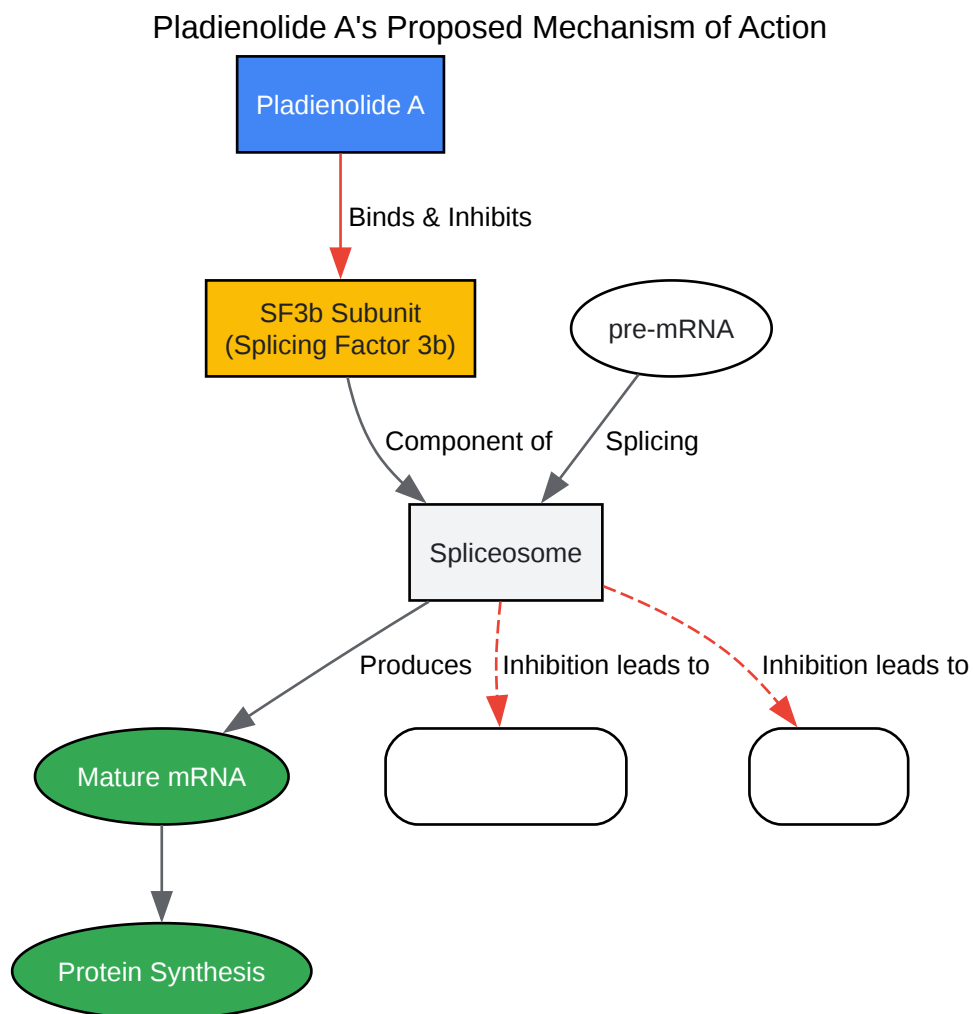 Pladienolide A's Proposed Mechanism of Action
Pladienolide A
Binds & Inhibits
SF3b Subunit
(Splicing Factor 3b)
pre-mRNA
Component of
Splicing
Spliceosome
Produces
Inhibition leads to
Inhibition leads to
Mature mRNA
Protein Synthesis